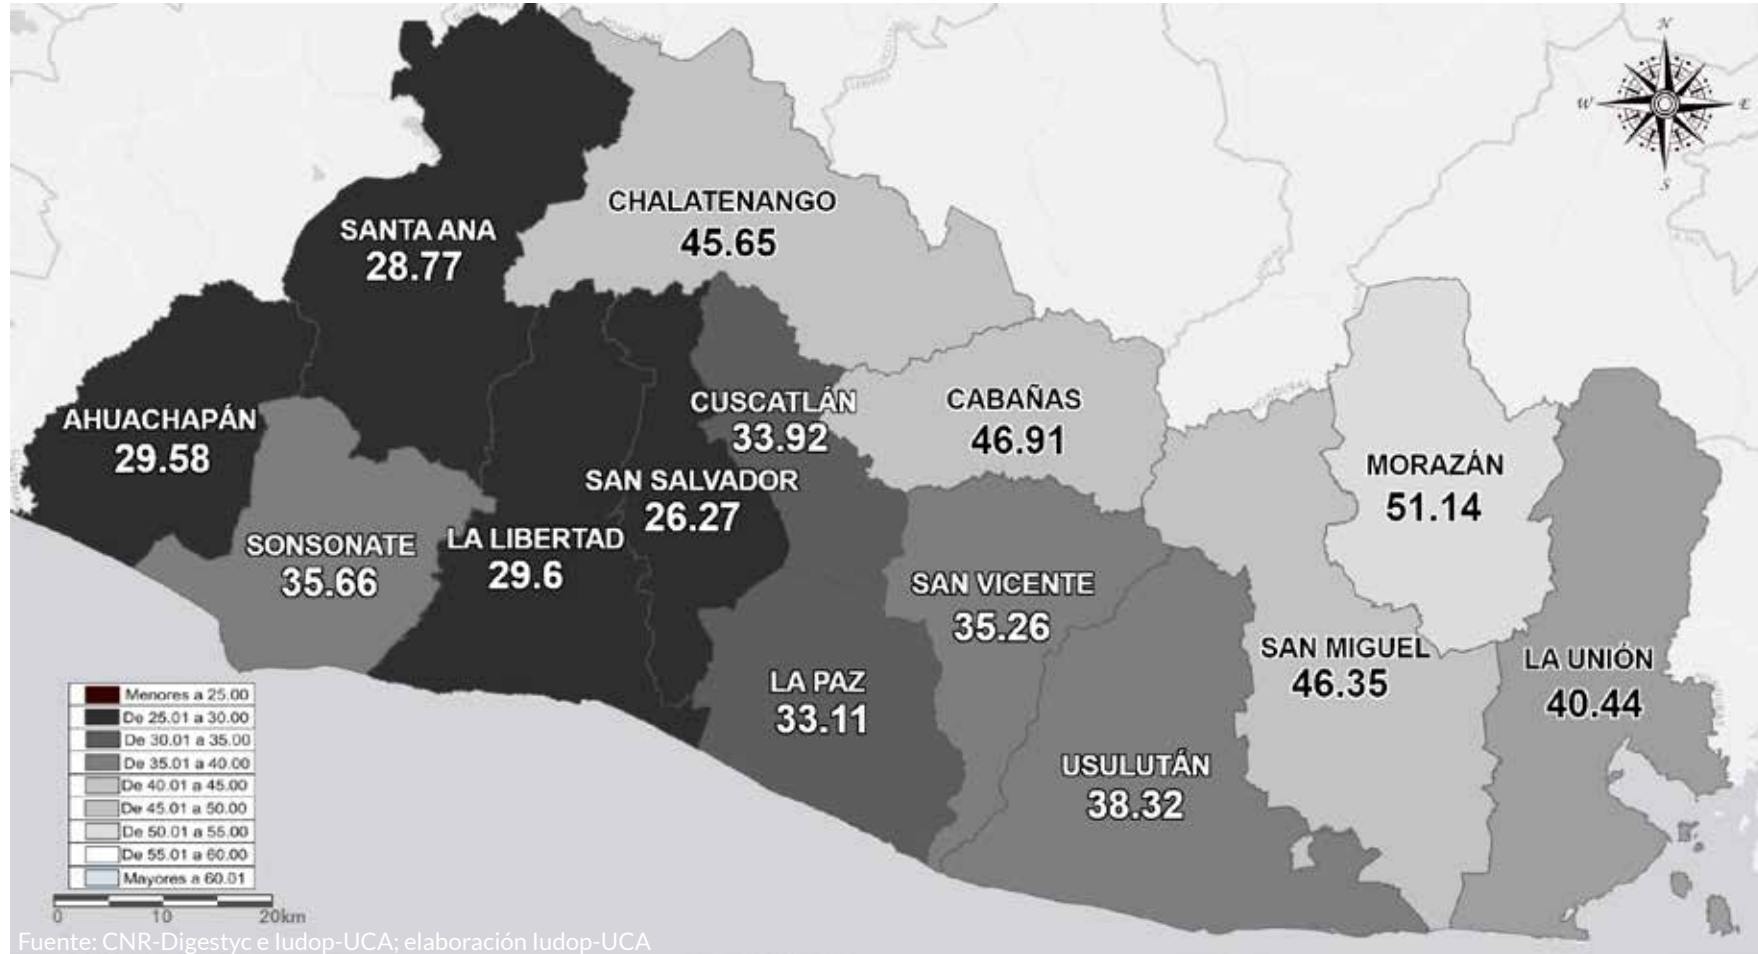 N
W
E
S
CHALATENANGO
45.65
SANTA ANA
28.77
AHUACHAPÁN
29.58
CUSCATLÁN
33.92
CABAÑAS
46.91
MORAZÁN
51.14
SAN SALVADOR
26.27
SONSONATE
35.66
LA LIBERTAD
29.6
SAN VICENTE
35.26
SAN MIGUEL
46.35
LA UNIÓN
40.44
LA PAZ
33.11
USULUTÁN
38.32
Menores a 25.00
De 25.01 a 30.00
De 30.01 a 35.00
De 35.01 a 40.00
De 40.01 a 45.00
De 45.01 a 50.00
De 50.01 a 55.00
De 55.01 a 60.00
Mayores a 60.01
0 10 20km
Fuente: CNR-Digestyc e Iudop-UCA; elaboración Iudop-UCA